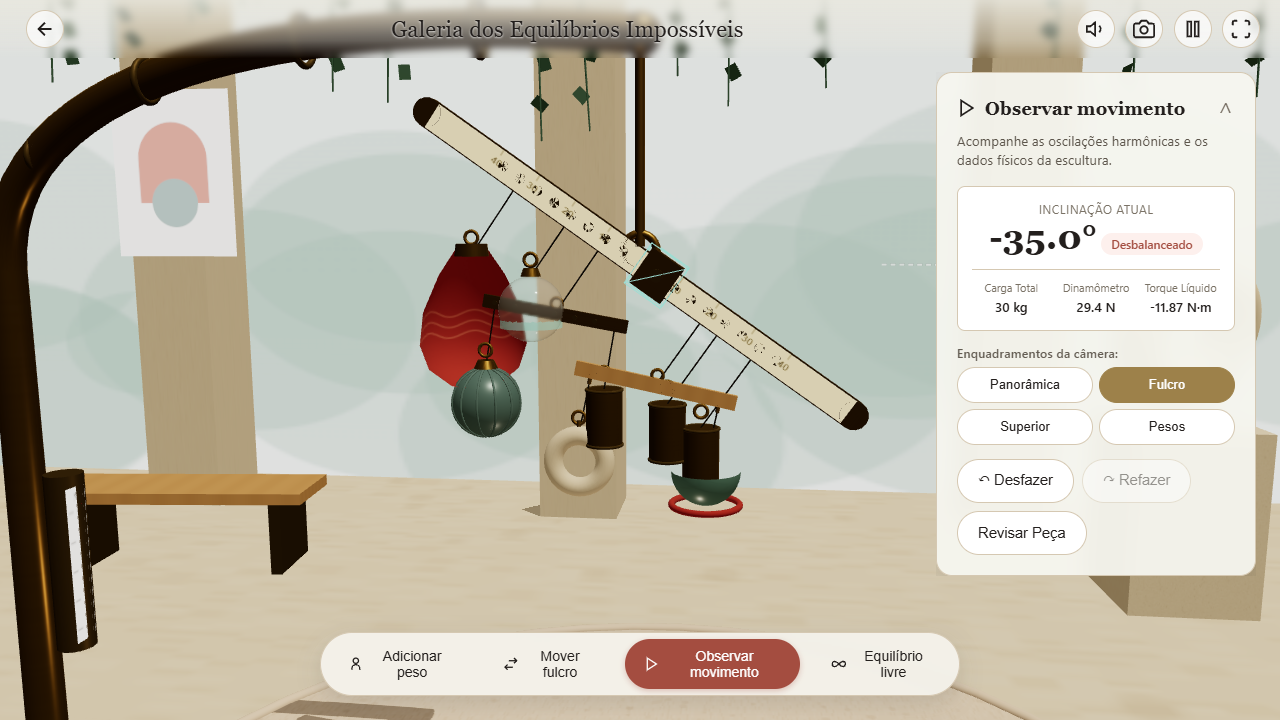 Galeria dos Equilíbrios Impossíveis
Observar movimento
Acompanhe as oscilações harmônicas e os
dados físicos da escultura.
INCLINAÇÃO ATUAL
-35.0° Desbalanceado
Carga Total Dinamômetro Torque Líquido
30 kg 29.4 N -11.87 N·m
Enquadramentos da câmera:
Panorâmica Fulcro
Superior Pesos
Desfazer Refazer
Revisar Peça
Adicionar
peso
Mover
fulcro
Observar
movimento
Equilíbrio
livre